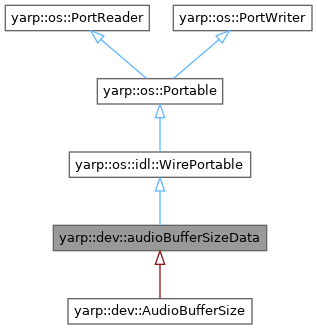 yarp::os::PortReader
yarp::os::PortWriter
yarp::os::Portable
yarp::os::idl::WirePortable
yarp::dev::audioBufferSizeData
yarp::dev::AudioBufferSize